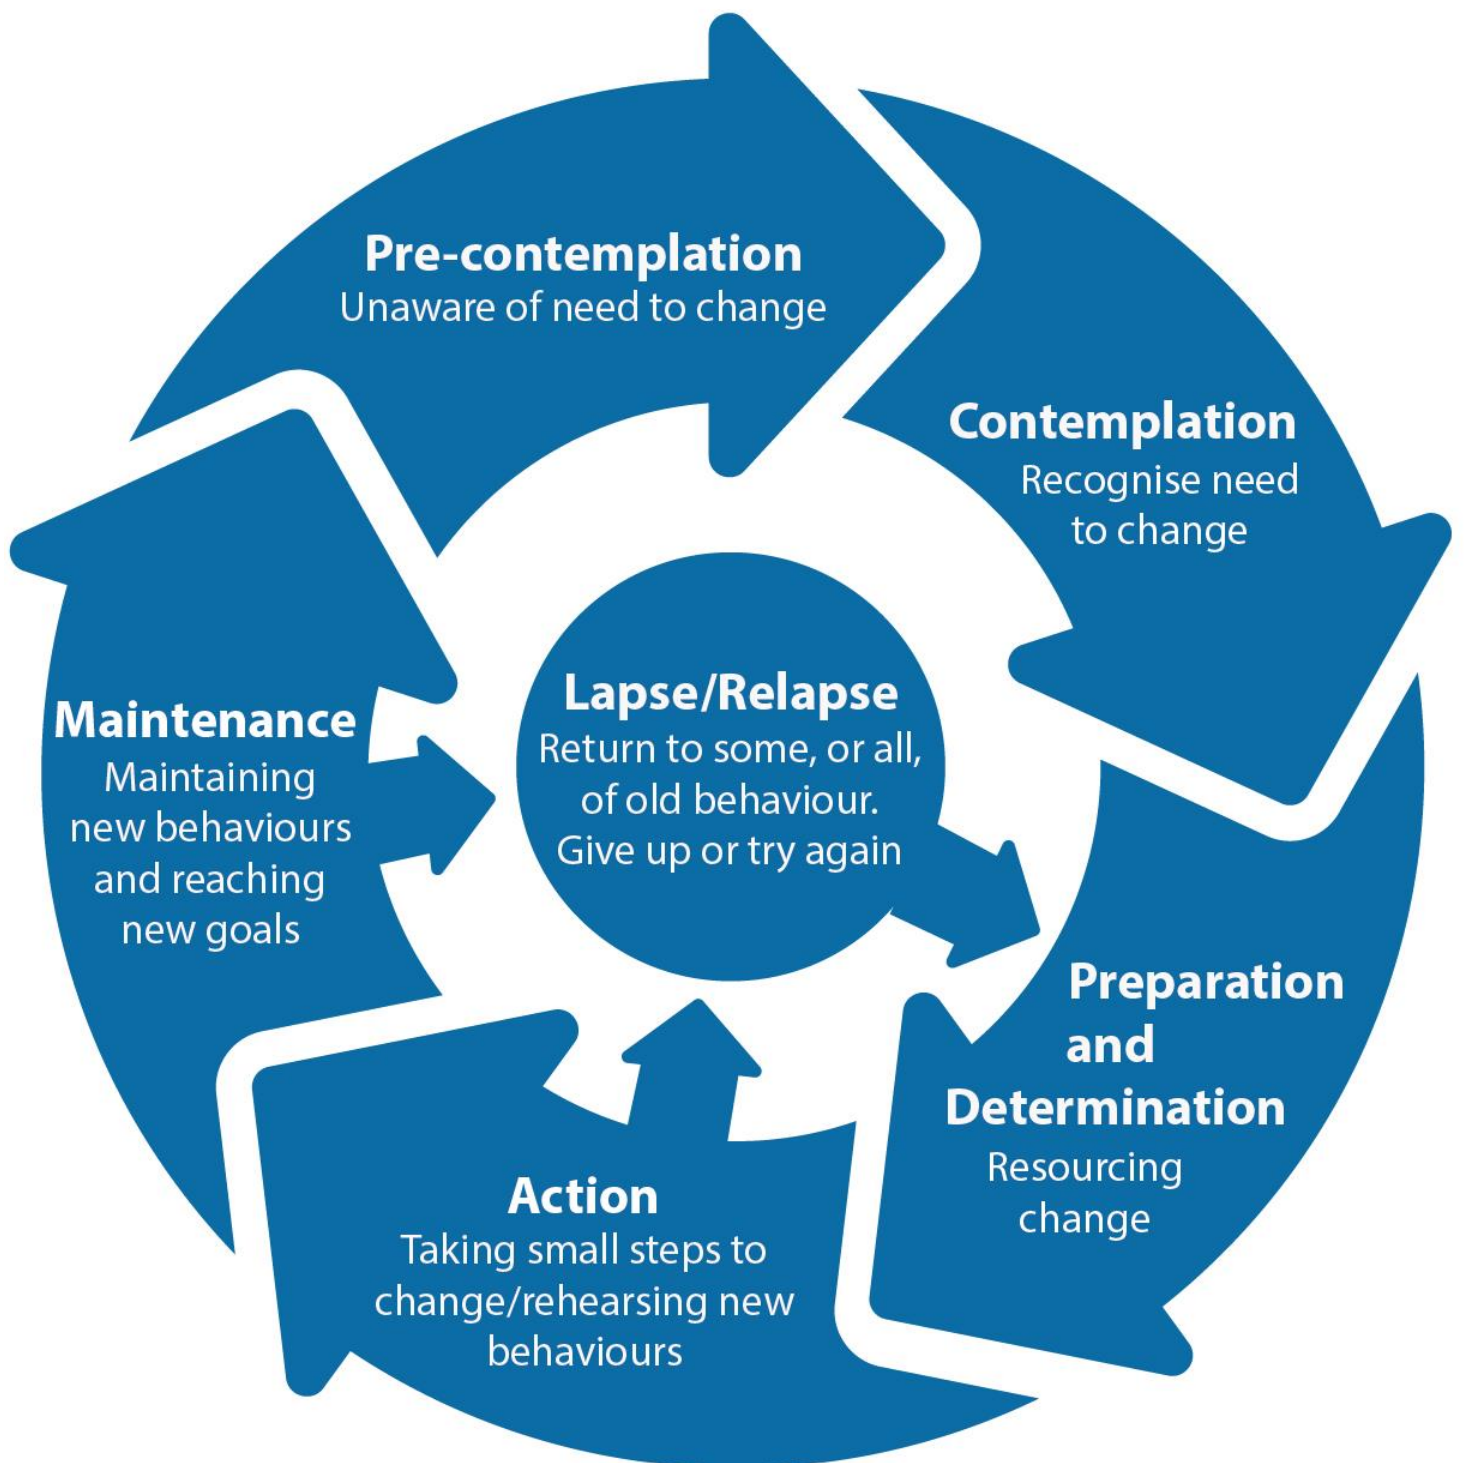 Pre-contemplation
Unaware of need to change
Contemplation
Recognise need
to change
Preparation
and
Determination
Resourcing
change
Action
Taking small steps to
change/rehearsing new
behaviours
Maintenance
Maintaining
new behaviours
and reaching
new goals
Lapse/Relapse
Return to some, or all,
of old behaviour.
Give up or try again